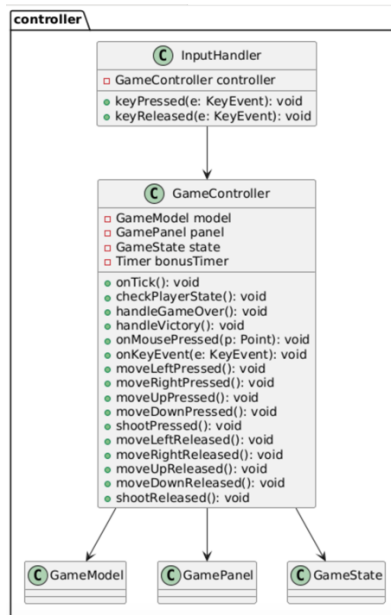 controller
C InputHandler
GameController controller
keyPressed(e: KeyEvent): void
keyReleased(e: KeyEvent): void
C GameController
GameModel model
GamePanel panel
GameState state
Timer bonusTimer
onTick(): void
checkPlayerState(): void
handleGameOver(): void
handleVictory(): void
onMousePressed(p: Point): void
onKeyEvent(e: KeyEvent): void
moveLeftPressed(): void
moveRightPressed(): void
moveUpPressed(): void
moveDownPressed(): void
shootPressed(): void
moveLeftReleased(): void
moveRightReleased(): void
moveUpReleased(): void
moveDownReleased(): void
shootReleased(): void
C GameModel
C GamePanel
C GameState